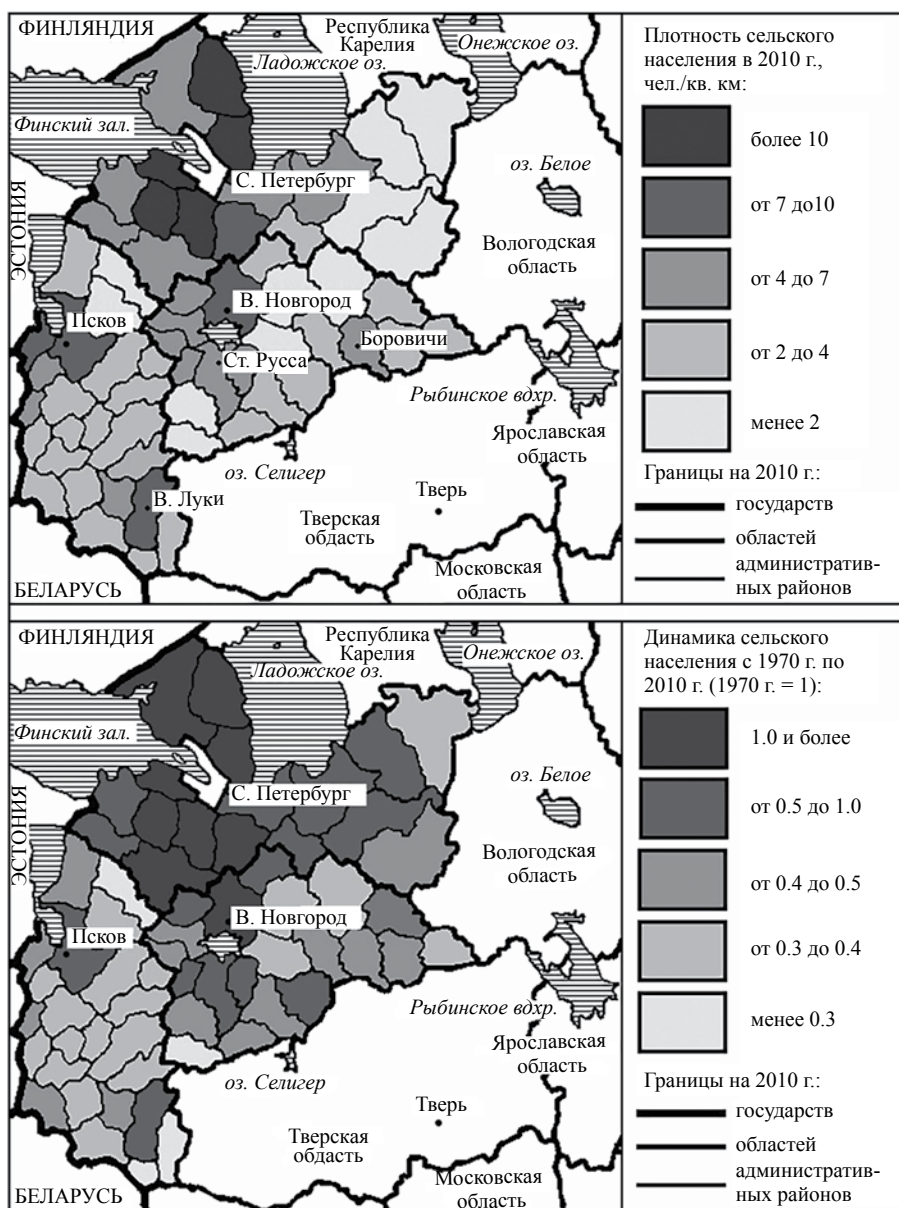 ФИНЛЯНДИЯ
Республика
Карелия
Онежское оз.
Ладожское оз.
Финский зал.
С. Петербург
оз. Белое
ЭСТОНИЯ
Вологодская
область
В. Новгород
Псков
Боровичи
Ст. Русса
Рыбинское вдхр.
Ярославская
область
оз. Селигер
В. Луки
Тверь
Тверская
обдасть
Московская
область
БЕЛАРУСЬ
Плотность сельского
населения в 2010 г.,
чел./кв. км:
более 10
от 7 до10
от 4 до 7
от 2 до 4
менее 2
Границы на 2010 г.:
государств
областей
административ-
ных районов
ФИНЛЯНДИЯ
Республика
Карелия
Онежское оз.
Ладожское оз.
Финский зал.
С. Петербург
оз. Белое
ЭСТОНИЯ
Вологодская
область
В. Новгород
Псков
Рыбинское вдхр.
Ярославская
область
оз. Селигер
Тверь
Тверская
обдасть
Московская
область
БЕЛАРУСЬ
Динамика сельского
населения с 1970 г. по
2010 г. (1970 г. = 1):
1.0 и более
от 0.5 до 1.0
от 0.4 до 0.5
от 0.3 до 0.4
менее 0.3
Границы на 2010 г.:
государств
областей
административ-
ных районов